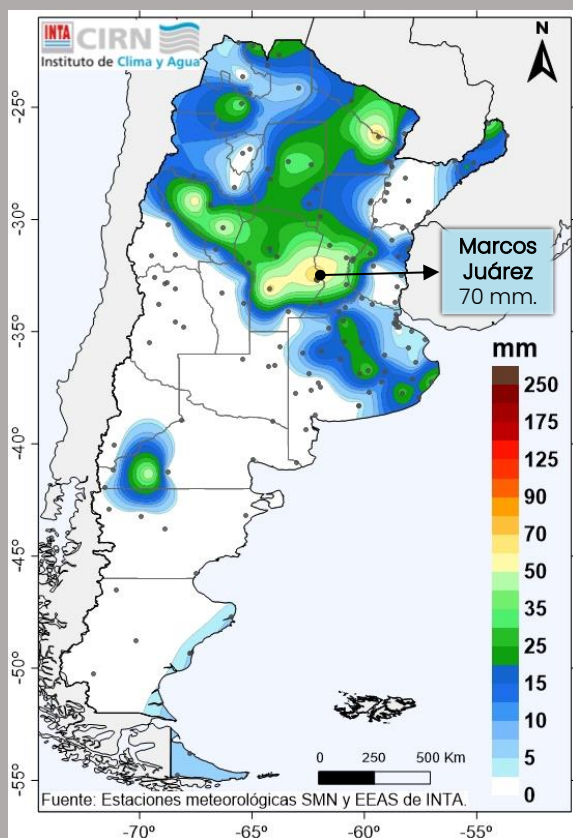 INTA CIRN
Instituto de Clima y Agua
N
Marcos
Juárez
70 mm.
mm
250
175
125
90
70
50
35
25
15
10
5
0
-25°
-30°
-35°
-40°
-45°
-50°
-55°
0 250 500 Km
Fuente: Estaciones meteorológicas SMN y EEAS de INTA.
-70° -65° -60° -55°